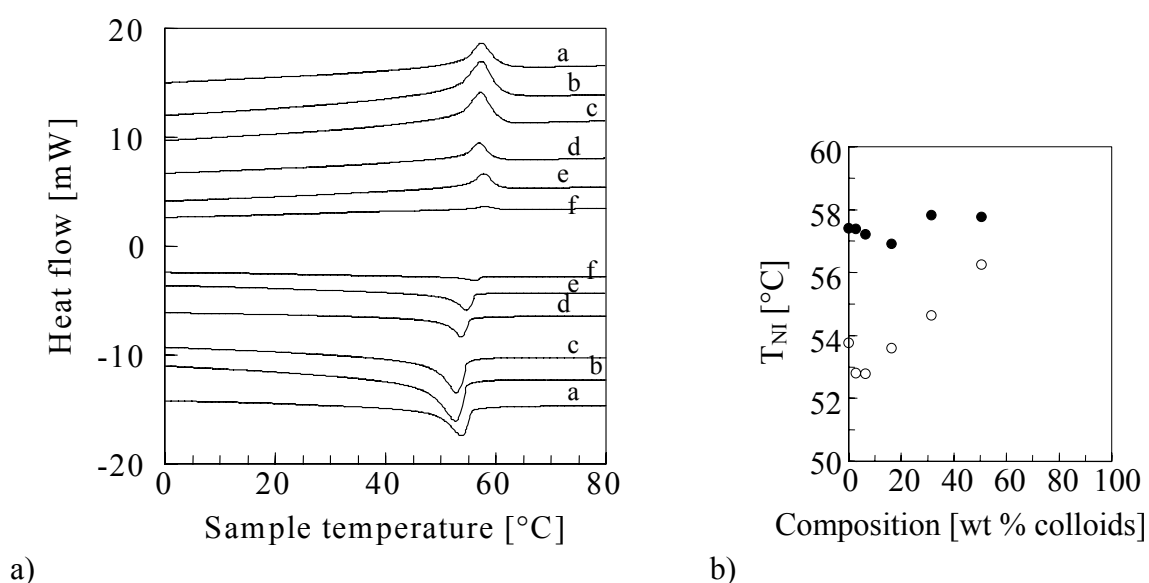 20
10
0
-10
-20
Heat flow [mW]
a
b
c
d
e
f
f
e
d
c
b
a
0 20 40 60 80
Sample temperature [°C]
a)
60
58
56
54
52
50
T_NI [°C]
0 20 40 60 80 100
Composition [wt % colloids]
b)